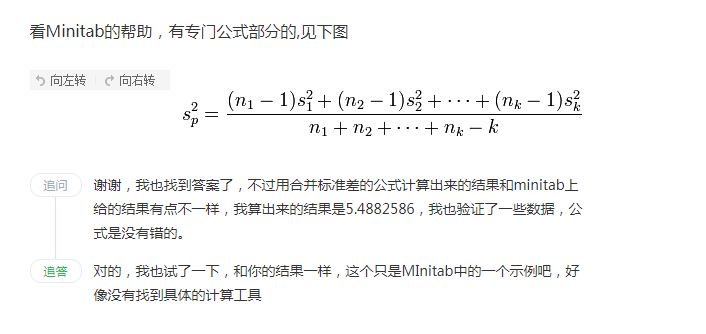 看Minitab的帮助，有专门公式部分的,见下图
向左转 向右转
s_p^2 = \frac{(n_1 - 1)s_1^2 + (n_2 - 1)s_2^2 + \cdots + (n_k - 1)s_k^2}{n_1 + n_2 + \cdots + n_k - k}
追问 谢谢，我也找到答案了，不过用合并标准差的公式计算出来的结果和minitab上
给的结果有点不一样，我算出来的结果是5.4882586，我也验证了一些数据，公
式是没有错的。
追答 对的，我也试了一下，和你的结果一样，这个只是MInitab中的一个示例吧，好
像没有找到具体的计算工具